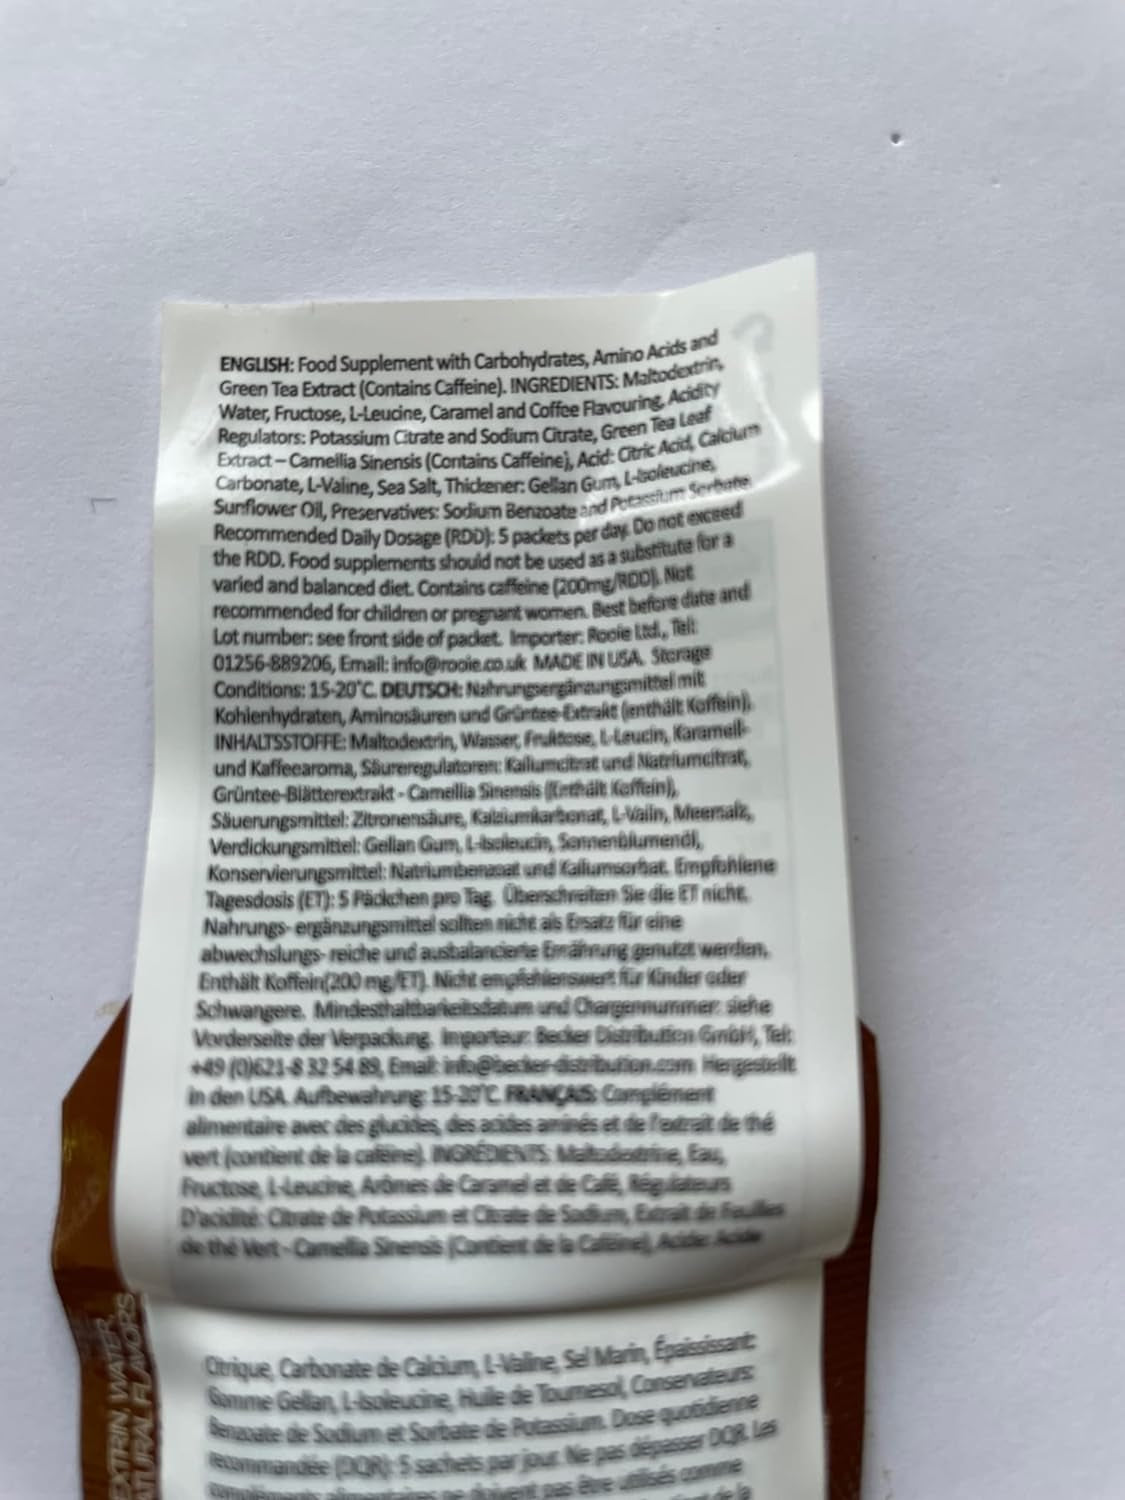 ENGLISH: Food Supplement with Carbohydrates, Amino Acids and
Green Tea Extract (Contains Caffeine). INGREDIENTS: Maltodextrin,
Water, Fructose, L-Leucine, Caramel and Coffee Flavouring, Acidity
Regulators: Potassium Citrate and Sodium Citrate, Green Tea Leaf
Extract – Camellia Sinensis (Contains Caffeine), Acid: Citric Acid, Calcium
Carbonate, L-Valine, Sea Salt, Thickener: Gellan Gum, L-Isoleucine,
Sunflower Oil, Preservatives: Sodium Benzoate and Potassium Sorbate.
Recommended Daily Dosage (RDD): 5 packets per day. Do not exceed
the RDD. Food supplements should not be used as a substitute for a
varied and balanced diet. Contains caffeine (200mg/RDD). Not
recommended for children or pregnant women. Best before date and
Lot number: see front side of packet. Importer: Rooie Ltd., Tel:
01256-889206, Email: info@rooie.co.uk MADE IN USA. Storage
Conditions: 15-20°C. DEUTSCH: Nahrungsergänzungsmittel mit
Kohlenhydraten, Aminosäuren und Grüntee-Extrakt (enthält Koffein).
INHALTSSTOFFE: Maltodextrin, Wasser, Fruktose, L-Leucin, Karamell-
und Kaffeearoma, Säureregulatoren: Kaliumcitrat und Natriumcitrat,
Grüntee-Blätterextrakt - Camellia Sinensis (Enthält Koffein),
Säuerungsmittel: Zitronensäure, Kalziumkarbonat, L-Valin, Meersalz,
Verdickungsmittel: Gellan Gum, L-Isoleucin, Sonnenblumenöl,
Konservierungsmittel: Natriumbenzoat und Kaliumsorbat. Empfohlene
Tagesdosis (ET): 5 Päckchen pro Tag. Überschreiten Sie die ET nicht.
Nahrungs- ergänzungsmittel sollten nicht als Ersatz für eine
abwechslungs- reiche und ausbalancierte Ernährung genutzt werden.
Enthält Koffein(200 mg/ET). Nicht empfehlenswert für Kinder oder
Schwangere. Mindesthaltbarkeitsdatum und Chargennummer: siehe
Vorderseite der Verpackung. Importeur: Becker Distribution GmbH, Tel:
+49 (0)621-8 32 54 89, Email: info@becker-distribution.com Hergestellt
in den USA. Aufbewahrung: 15-20°C. FRANÇAIS: Complément
alimentaire avec des glucides, des acides aminés et de l'extrait de thé
vert (contient de la caféine). INGRÉDIENTS: Maltodextrine, Eau,
Fructose, L-Leucine, Arômes de Caramel et de Café, Régulateurs
D'acidité: Citrate de Potassium et Citrate de Sodium, Extrait de Feuilles
de thé Vert - Camellia Sinensis (Contient de la Caféine), Acide: Acide
Citrique, Carbonate de Calcium, L-Valine, Sel Marin, Épaississant:
Gomme Gellan, L-Isoleucine, Huile de Tournesol, Conservateurs:
Benzoate de Sodium et Sorbate de Potassium. Dose quotidienne
recommandée (DQR): 5 sachets par jour. Ne pas dépasser DQR. Les
compléments alimentaires ne doivent pas être utilisés comme
EXTRIN WATER,
ATURAL FLAVORS